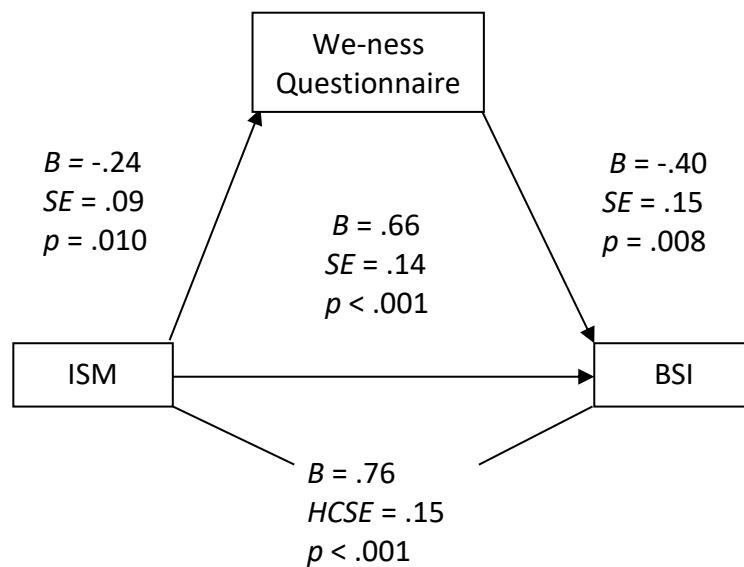 We-ness
Questionnaire
B = -.24
SE = .09
p = .010
B = .66
SE = .14
p < .001
B = -.40
SE = .15
p = .008
ISM
BSI
B = .76
HCSE = .15
p < .001